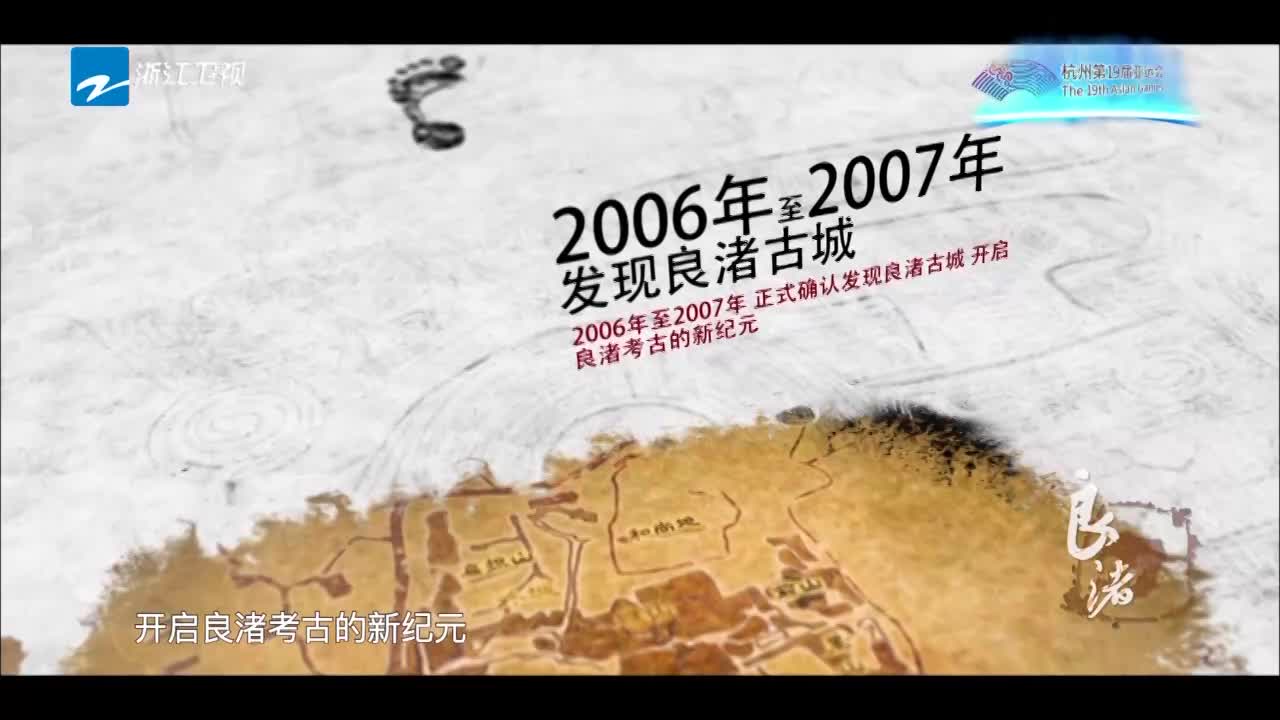 浙江卫视
杭州第19届亚运会
The 19th Asian Games
2006年至2007年
发现良渚古城
2006年至2007年 正式确认发现良渚古城 开启
良渚考古的新纪元
和尚地
良渚
开启良渚考古的新纪元